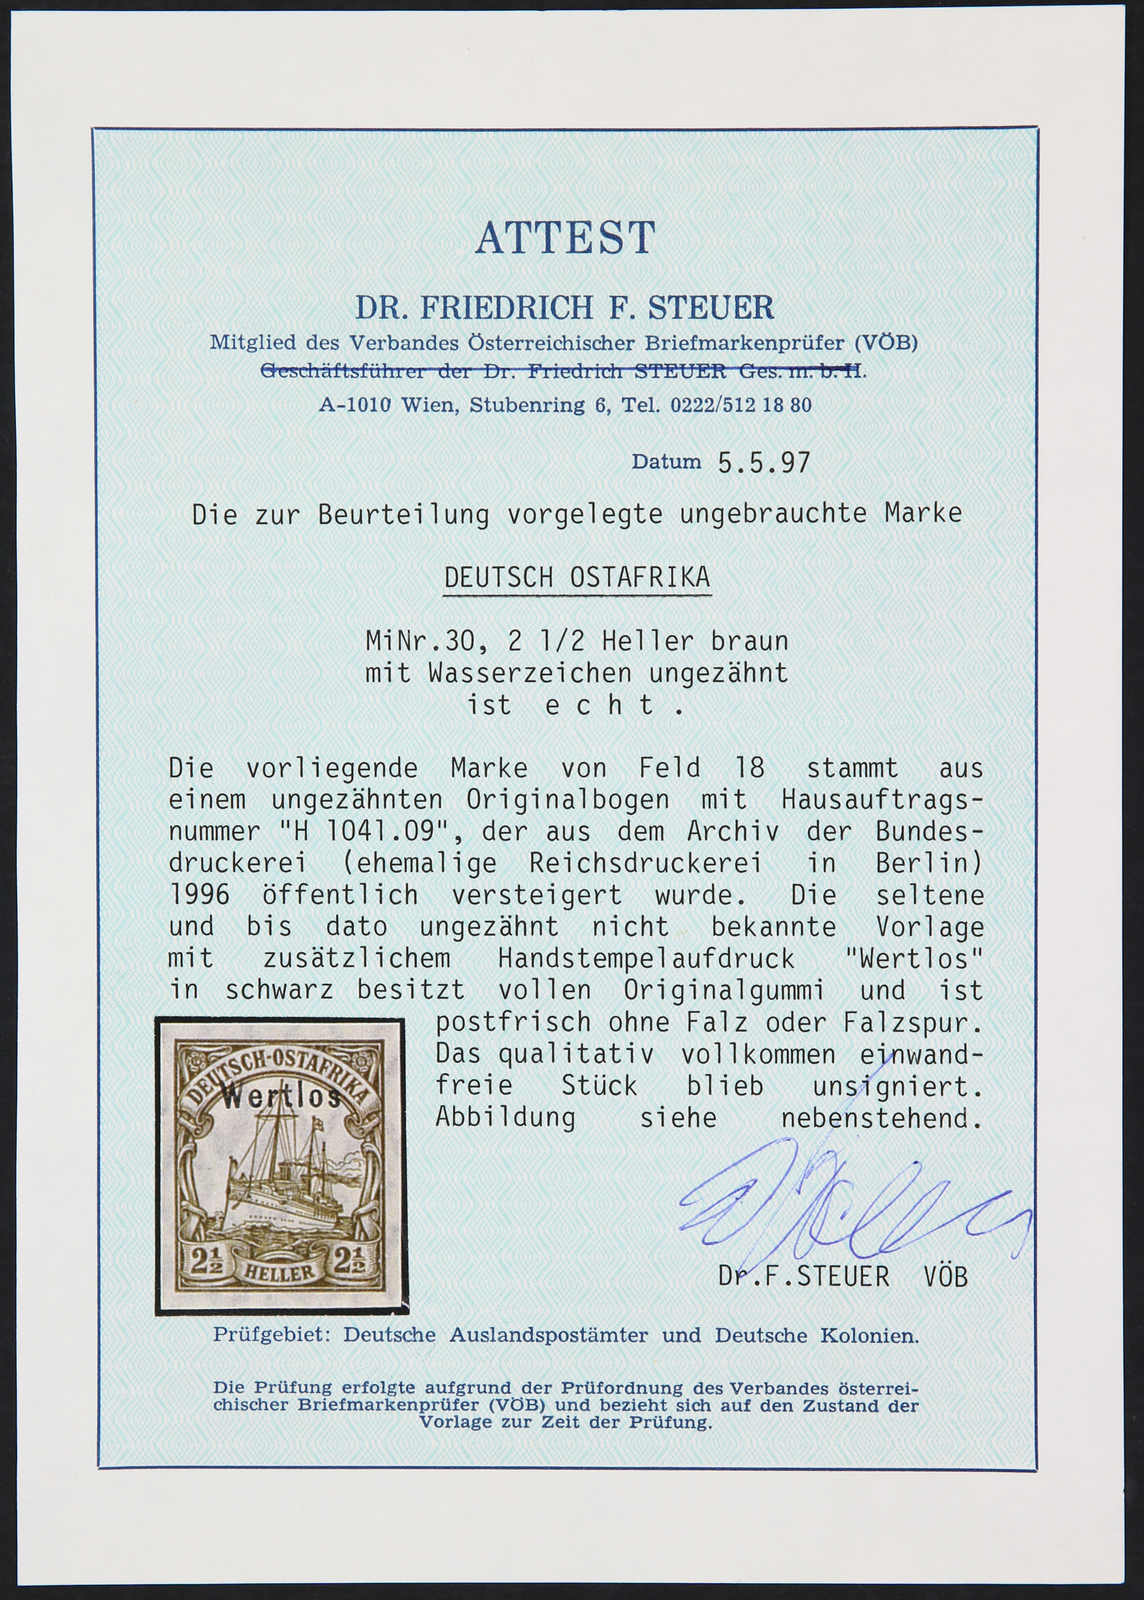 ATTEST
DR. FRIEDRICH F. STEUER
Mitglied des Verbandes Österreichischer Briefmarkenprüfer (VÖB)
Geschäftsführer der Dr. Friedrich STEUER Ges. m. b. H.
A-1010 Wien, Stubenring 6, Tel. 0222/512 18 80
Datum 5.5.97
Die zur Beurteilung vorgelegte ungebrauchte Marke
DEUTSCH OSTAFRIKA
MiNr.30, 2 1/2 Heller braun
mit Wasserzeichen ungezähnt
ist e c h t .
Die vorliegende Marke von Feld 18 stammt aus
einem ungezähnten Originalbogen mit Hausauftrags-
nummer "H 1041.09", der aus dem Archiv der Bundes-
druckerei (ehemalige Reichsdruckerei in Berlin)
1996 öffentlich versteigert wurde. Die seltene
und bis dato ungezähnt nicht bekannte Vorlage
mit zusätzlichem Handstempelaufdruck "Wertlos"
in schwarz besitzt vollen Originalgummi und ist
postfrisch ohne Falz oder Falzspur.
Das qualitativ vollkommen einwand-
freie Stück blieb unsigniert.
Abbildung siehe nebenstehend.
DEUTSCH-OSTAFRIKA
Wertlos
2½ HELLER 2½
Dr.F.STEUER VÖB
Prüfgebiet: Deutsche Auslandspostämter und Deutsche Kolonien.
Die Prüfung erfolgte aufgrund der Prüfordnung des Verbandes österrei-
chischer Briefmarkenprüfer (VÖB) und bezieht sich auf den Zustand der
Vorlage zur Zeit der Prüfung.